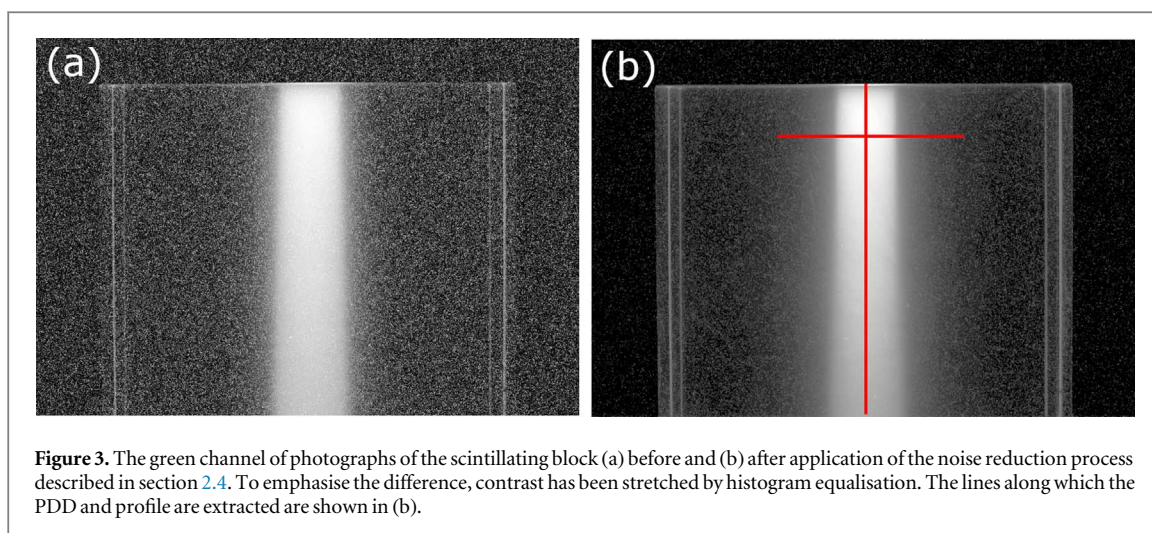 (a)
(b)
Figure 3. The green channel of photographs of the scintillating block (a) before and (b) after application of the noise reduction process
described in section 2.4. To emphasise the difference, contrast has been stretched by histogram equalisation. The lines along which the
PDD and profile are extracted are shown in (b).